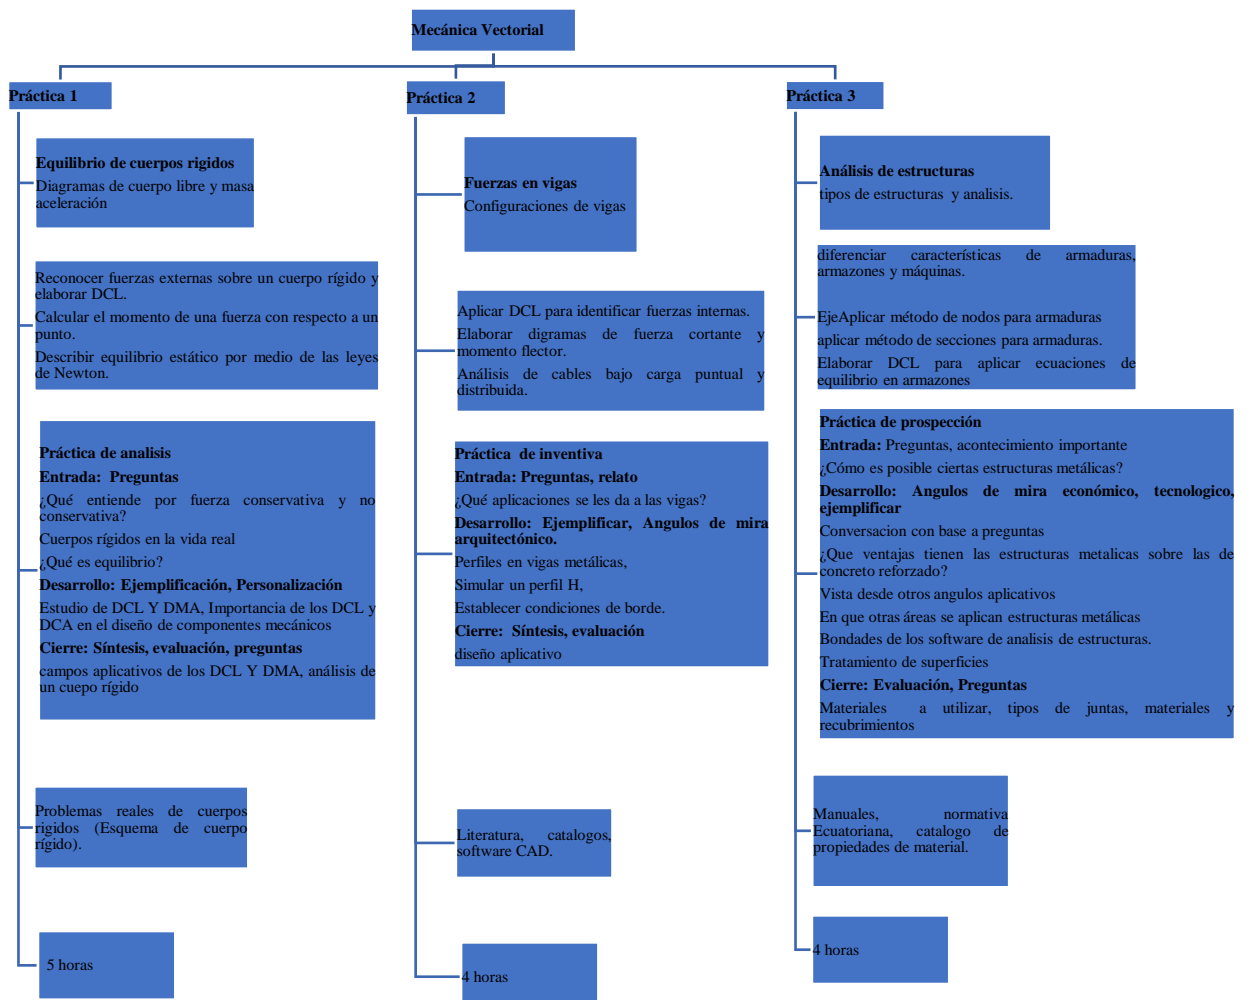 Mecánica Vectorial
Práctica 1
Equilibrio de cuerpos rigidos
Diagramas de cuerpo libre y masa
aceleración
Reconocer fuerzas externas sobre un cuerpo rígido y
elaborar DCL.
Calcular el momento de una fuerza con respecto a un
punto.
Describir equilibrio estático por medio de las leyes
de Newton.
Práctica de analisis
Entrada: Preguntas
¿Qué entiende por fuerza conservativa y no
conservativa?
Cuerpos rígidos en la vida real
¿Qué es equilibrio?
Desarrollo: Ejemplificación, Personalización
Estudio de DCL Y DMA, Importancia de los DCL y
DCA en el diseño de componentes mecánicos
Cierre: Síntesis, evaluación, preguntas
campos aplicativos de los DCL Y DMA, análisis de
un cuepo rígido
Problemas reales de cuerpos
rigidos (Esquema de cuerpo
rígido).
5 horas
Práctica 2
Fuerzas en vigas
Configuraciones de vigas
Aplicar DCL para identificar fuerzas internas.
Elaborar digramas de fuerza cortante y
momento flector.
Análisis de cables bajo carga puntual y
distribuida.
Práctica de inventiva
Entrada: Preguntas, relato
¿Qué aplicaciones se les da a las vigas?
Desarrollo: Ejemplificar, Angulos de mira
arquitectónico.
Perfiles en vigas metálicas,
Simular un perfil H,
Establecer condiciones de borde.
Cierre: Síntesis, evaluación
diseño aplicativo
Literatura, catalogos,
software CAD.
4 horas
Práctica 3
Análisis de estructuras
tipos de estructuras y analisis.
diferenciar características de armaduras,
armazones y máquinas.
EjeAplicar método de nodos para armaduras
aplicar método de secciones para armaduras.
Elaborar DCL para aplicar ecuaciones de
equilibrio en armazones
Práctica de prospección
Entrada: Preguntas, acontecimiento importante
¿Cómo es posible ciertas estructuras metálicas?
Desarrollo: Angulos de mira económico, tecnologico,
ejemplificar
Conversacion con base a preguntas
¿Que ventajas tienen las estructuras metalicas sobre las de
concreto reforzado?
Vista desde otros angulos aplicativos
En que otras áreas se aplican estructuras metálicas
Bondades de los software de analisis de estructuras.
Tratamiento de superficies
Cierre: Evaluación, Preguntas
Materiales a utilizar, tipos de juntas, materiales y
recubrimientos
Manuales, normativa
Ecuatoriana, catalogo de
propiedades de material.
4 horas